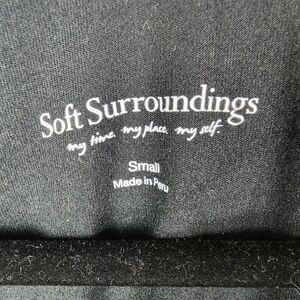 Soft Surroundings
my time. my place. my self.
Small
Made in Peru